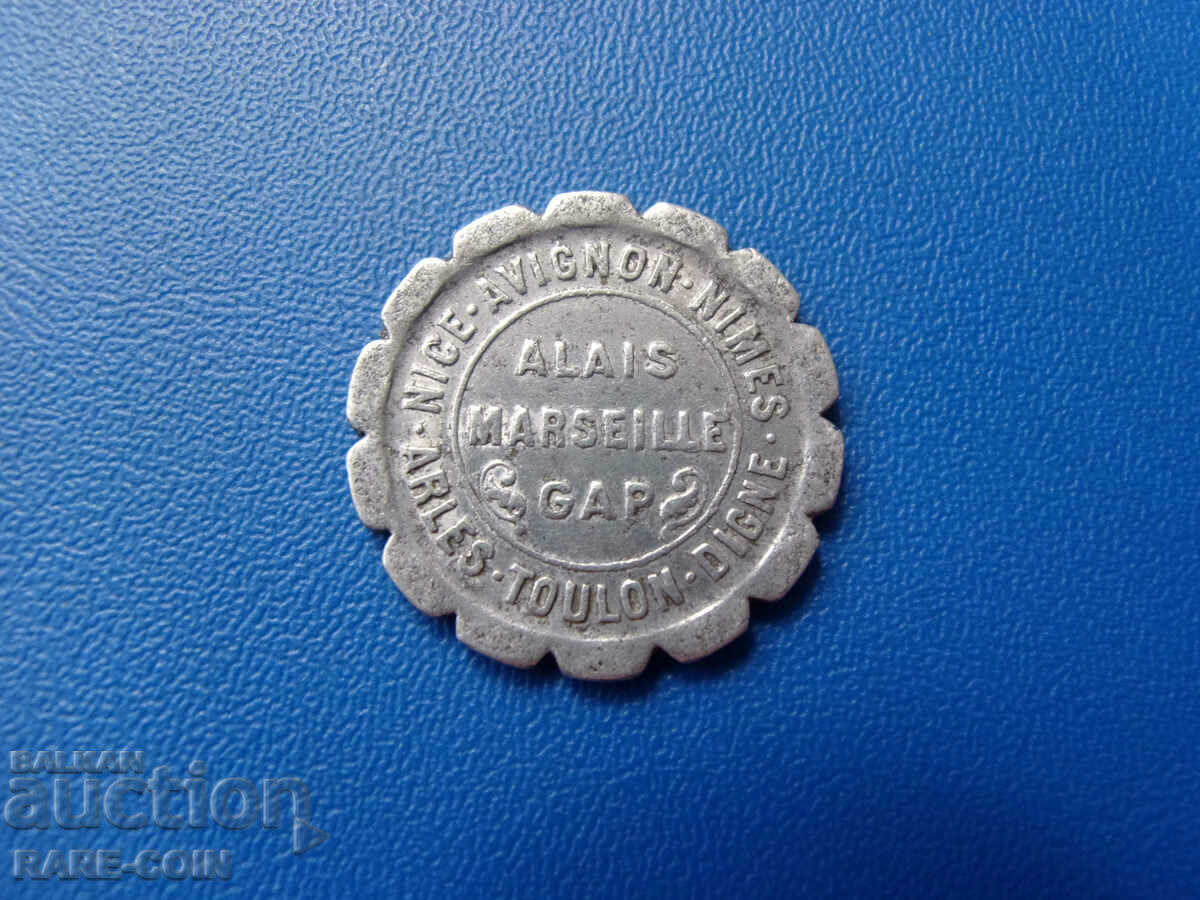 NICE · AVIGNON · NIMES · DIGNE · TOULON · ARLES ·
ALAIS
MARSEILLE
GAP
BALKAN
auction
RARE-COIN